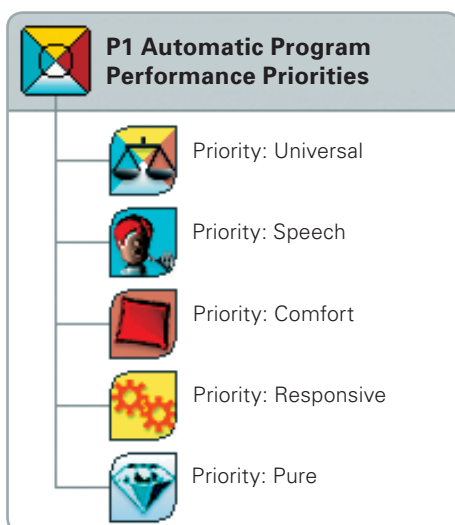 P1 Automatic Program
Performance Priorities
Priority: Universal
Priority: Speech
Priority: Comfort
Priority: Responsive
Priority: Pure